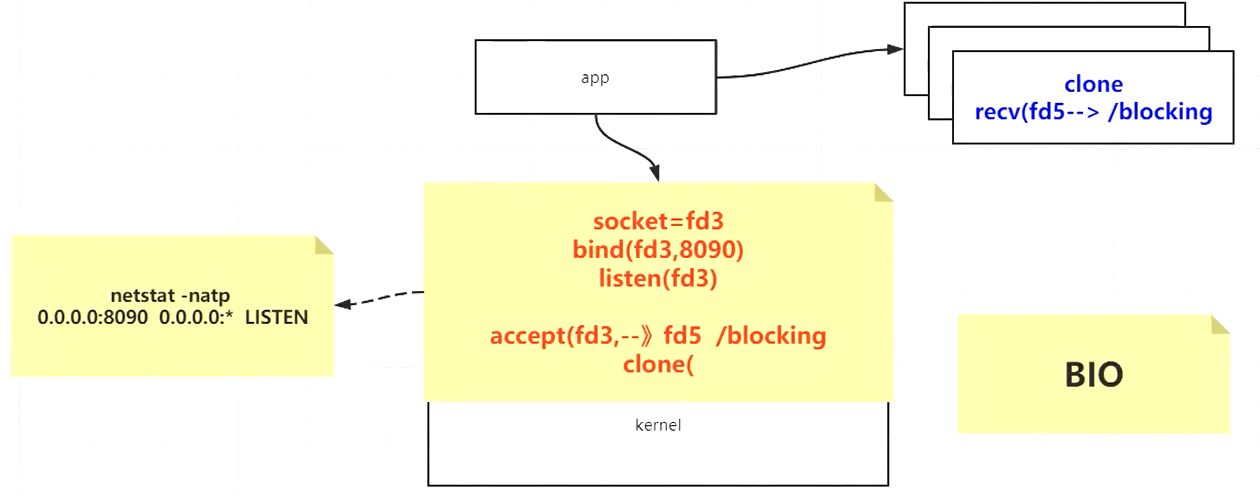 app
clone
recv(fd5--> /blocking
socket=fd3
bind(fd3,8090)
listen(fd3)
accept(fd3,--》fd5 /blocking
clone(
netstat -natp
0.0.0.0:8090 0.0.0.0:* LISTEN
BIO
kernel